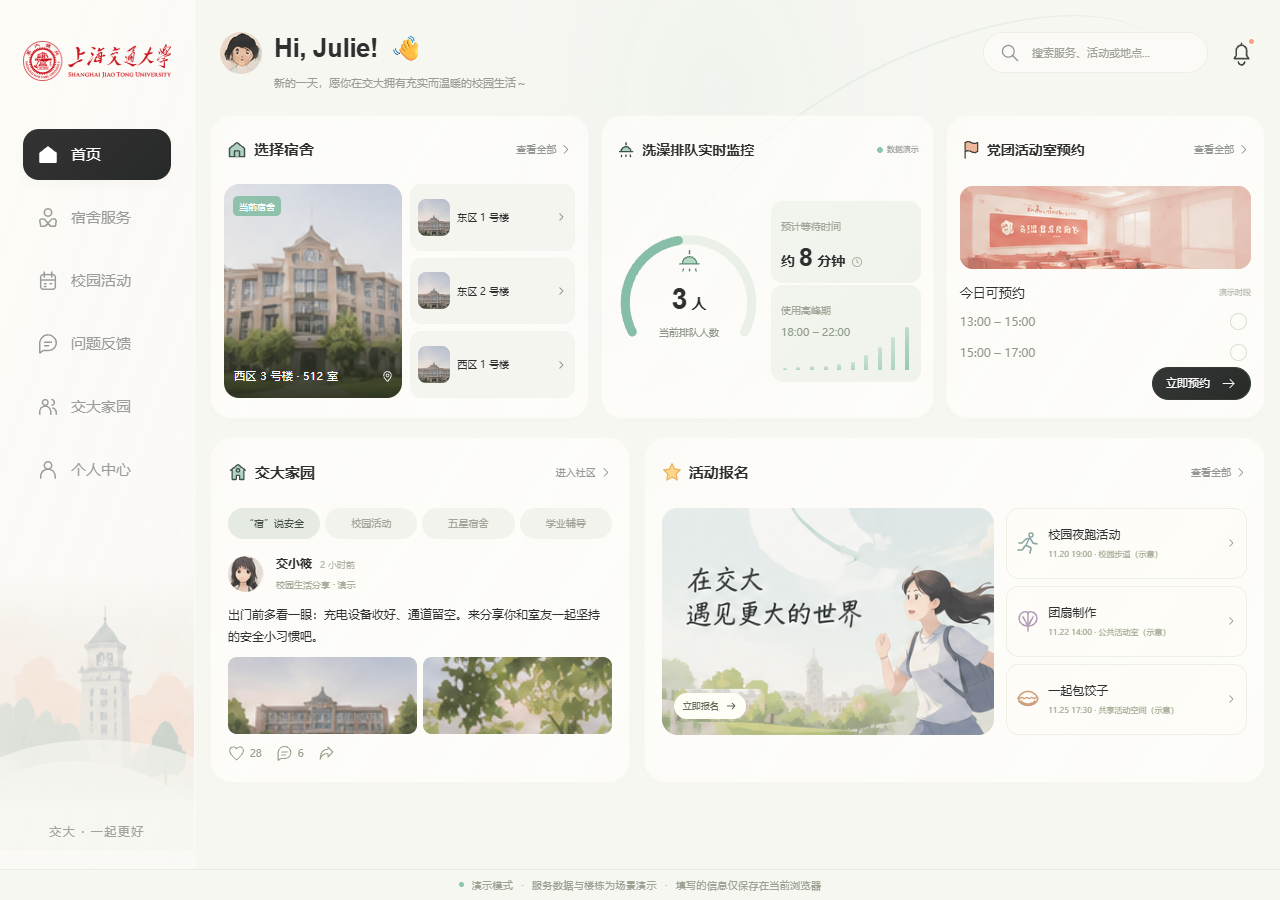 上海交通大学
SHANGHAI JIAO TONG UNIVERSITY
首页
宿舍服务
校园活动
问题反馈
交大家园
个人中心
交大 · 一起更好
Hi, Julie! 👋
新的一天，愿你在交大拥有充实而温暖的校园生活～
搜索服务、活动或地点...
选择宿舍
查看全部
当前宿舍
西区 3 号楼 · 512 室
东区 1 号楼
东区 2 号楼
西区 1 号楼
洗澡排队实时监控
数据演示
3 人
当前排队人数
预计等待时间
约 8 分钟
使用高峰期
18:00 – 22:00
党团活动室预约
查看全部
今日可预约
演示时段
13:00 – 15:00
15:00 – 17:00
立即预约
交大家园
进入社区
“宿”说安全
校园活动
五星宿舍
学业辅导
交小筱 2 小时前
校园生活分享 · 演示
出门前多看一眼：充电设备收好、通道留空。来分享你和室友一起坚持
的安全小习惯吧。
28
6
活动报名
查看全部
在交大
遇见更大的世界
立即报名
校园夜跑活动
11.20 19:00 · 校园步道（示意）
团扇制作
11.22 14:00 · 公共活动室（示意）
一起包饺子
11.25 17:30 · 共享活动空间（示意）
演示模式 · 服务数据与楼栋为场景演示 · 填写的信息仅保存在当前浏览器